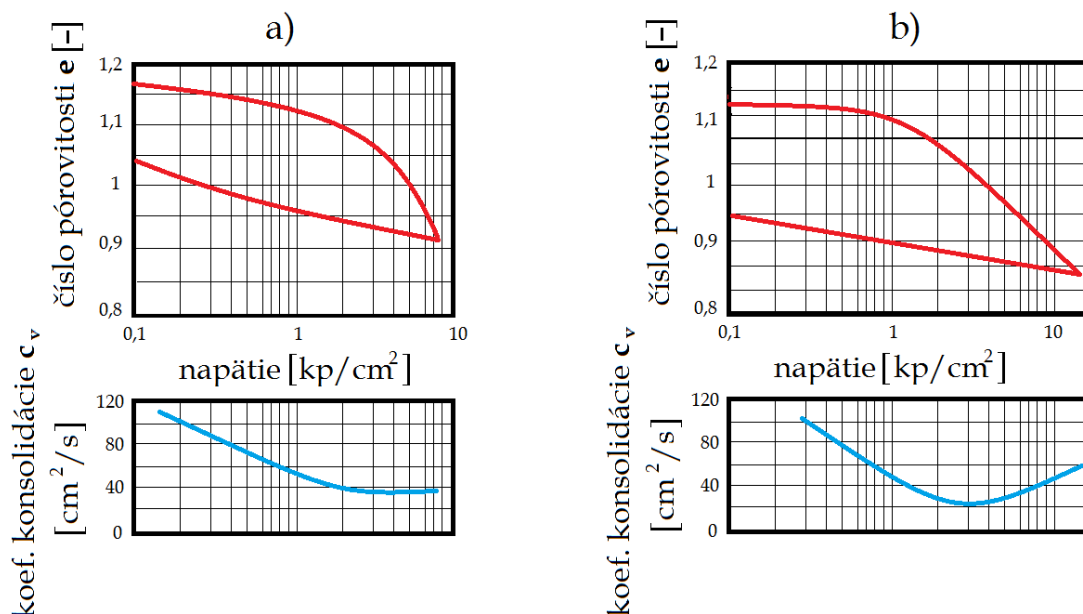 a)
číslo pórovitosti e [-]
1,2
1,1
1
0,9
0,8
0,1
1
10
napätie [kp/cm²]
koef. konsolidácie cᵥ
[cm²/s]
120
80
40
0
b)
číslo pórovitosti e [-]
1,2
1,1
1
0,9
0,8
0,1
1
10
napätie [kp/cm²]
koef. konsolidácie cᵥ
[cm²/s]
120
80
40
0